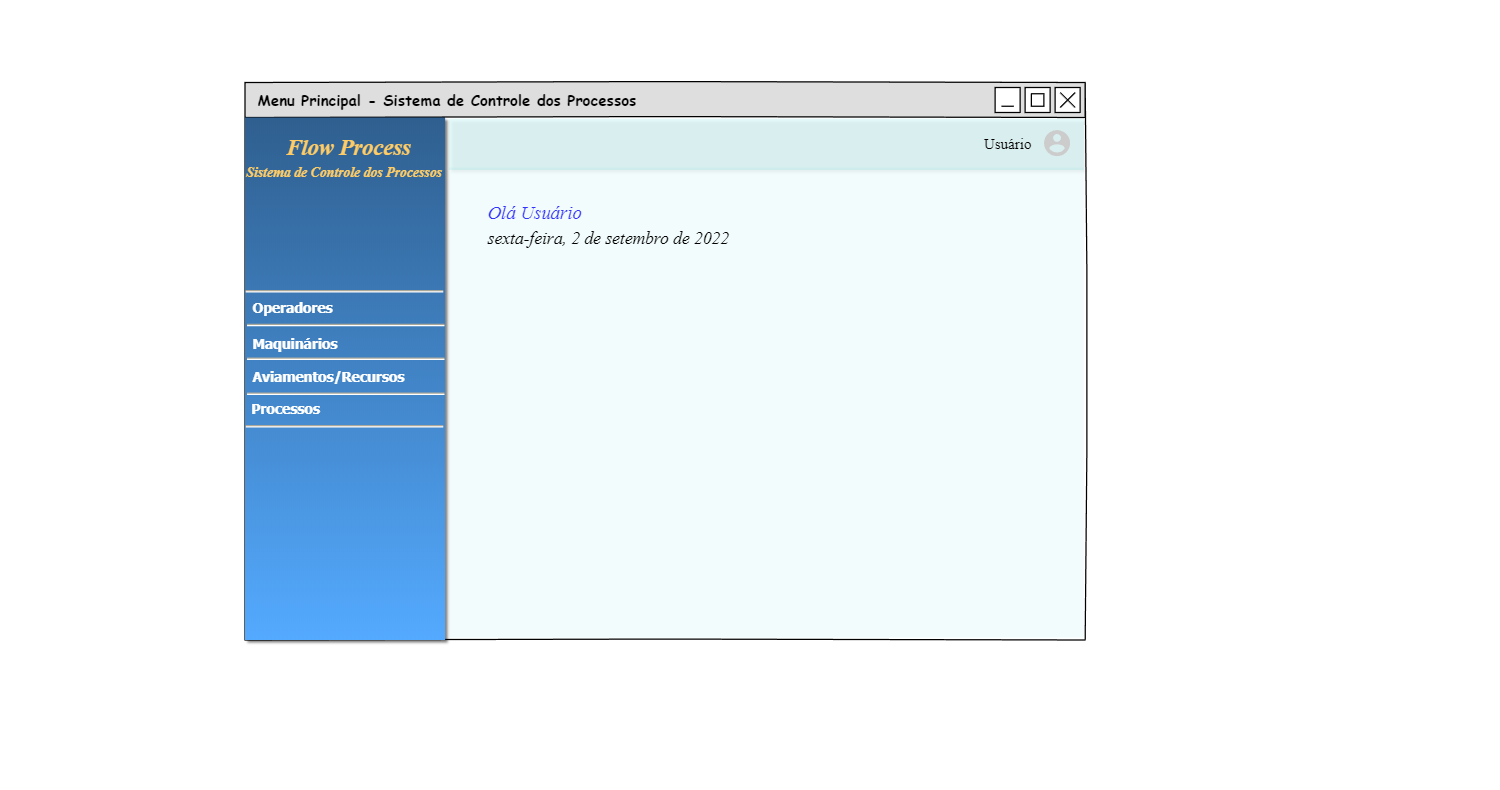 Menu Principal - Sistema de Controle dos Processos
Flow Process
Sistema de Controle dos Processos
Usuário
Olá Usuário
sexta-feira, 2 de setembro de 2022
Operadores
Maquinários
Aviamentos/Recursos
Processos